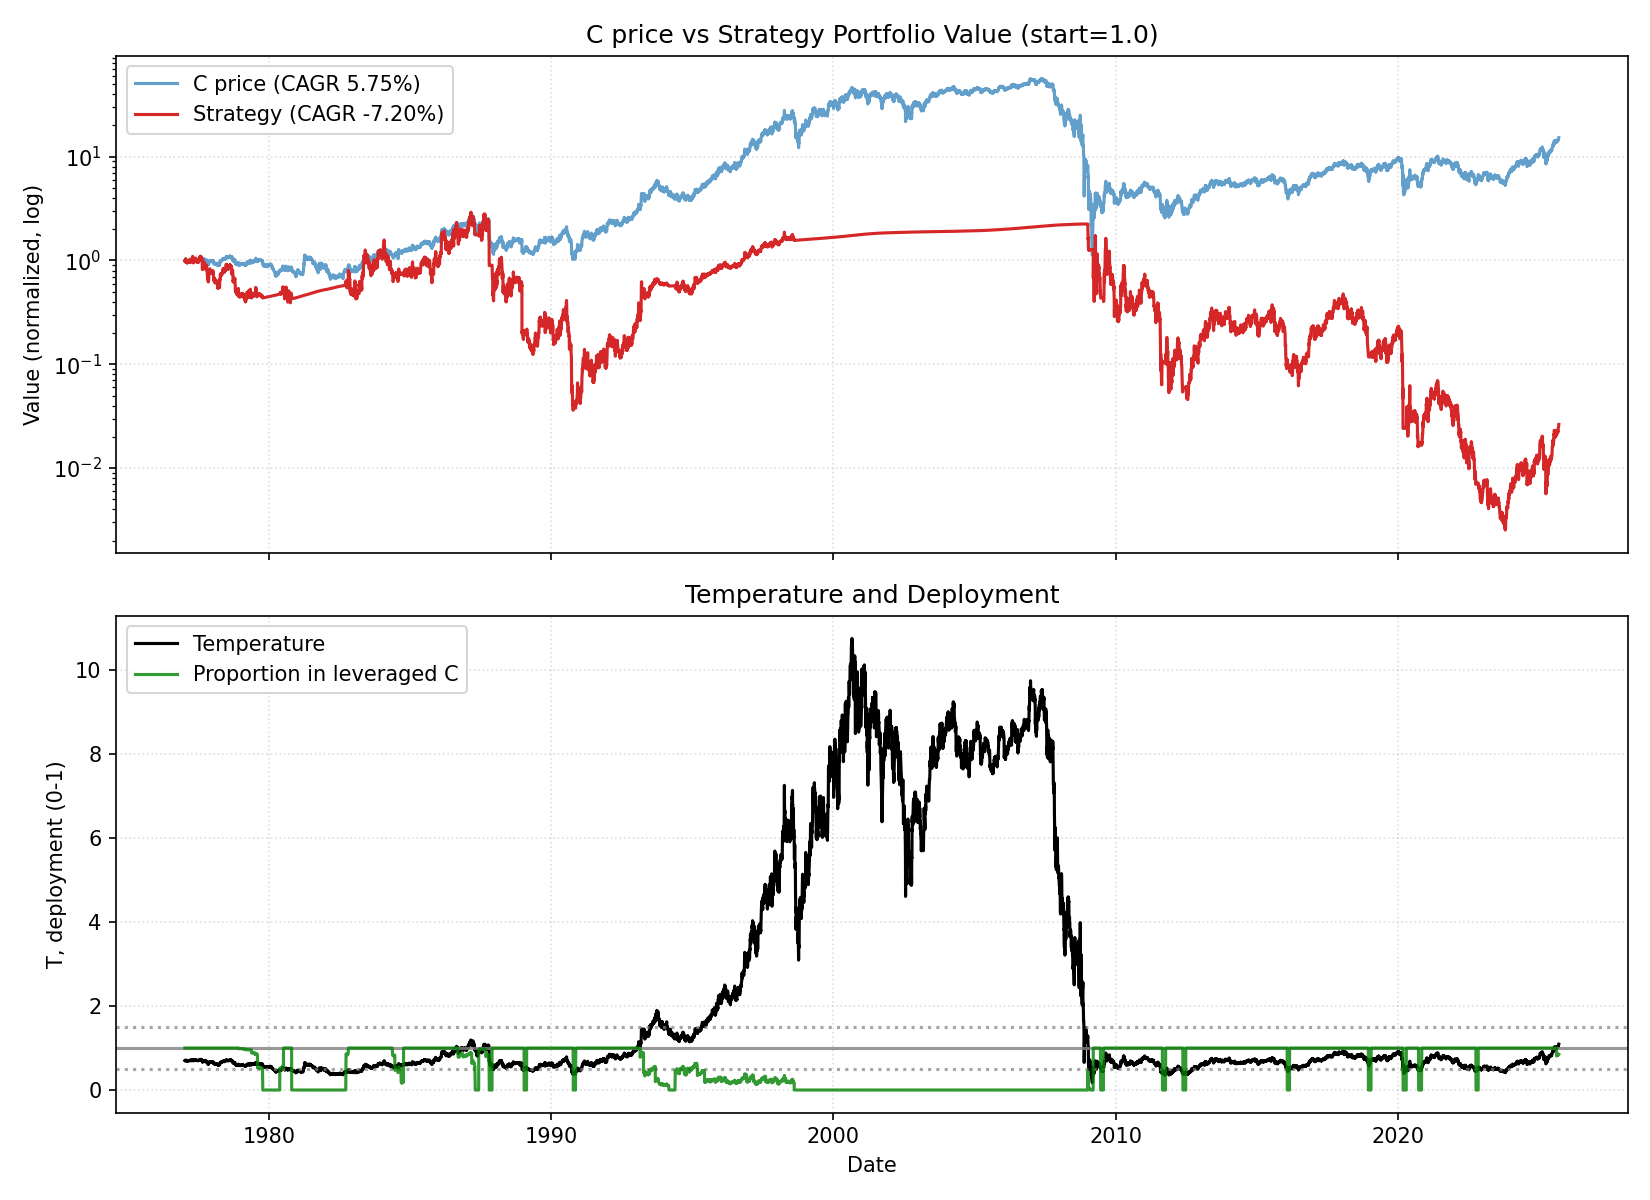 C price vs Strategy Portfolio Value (start=1.0)
C price (CAGR 5.75%)
Strategy (CAGR -7.20%)
Value (normalized, log)
10¹
10⁰
10⁻¹
10⁻²
Temperature and Deployment
Temperature
Proportion in leveraged C
T, deployment (0-1)
10
8
6
4
2
0
1980 1990 2000 2010 2020
Date